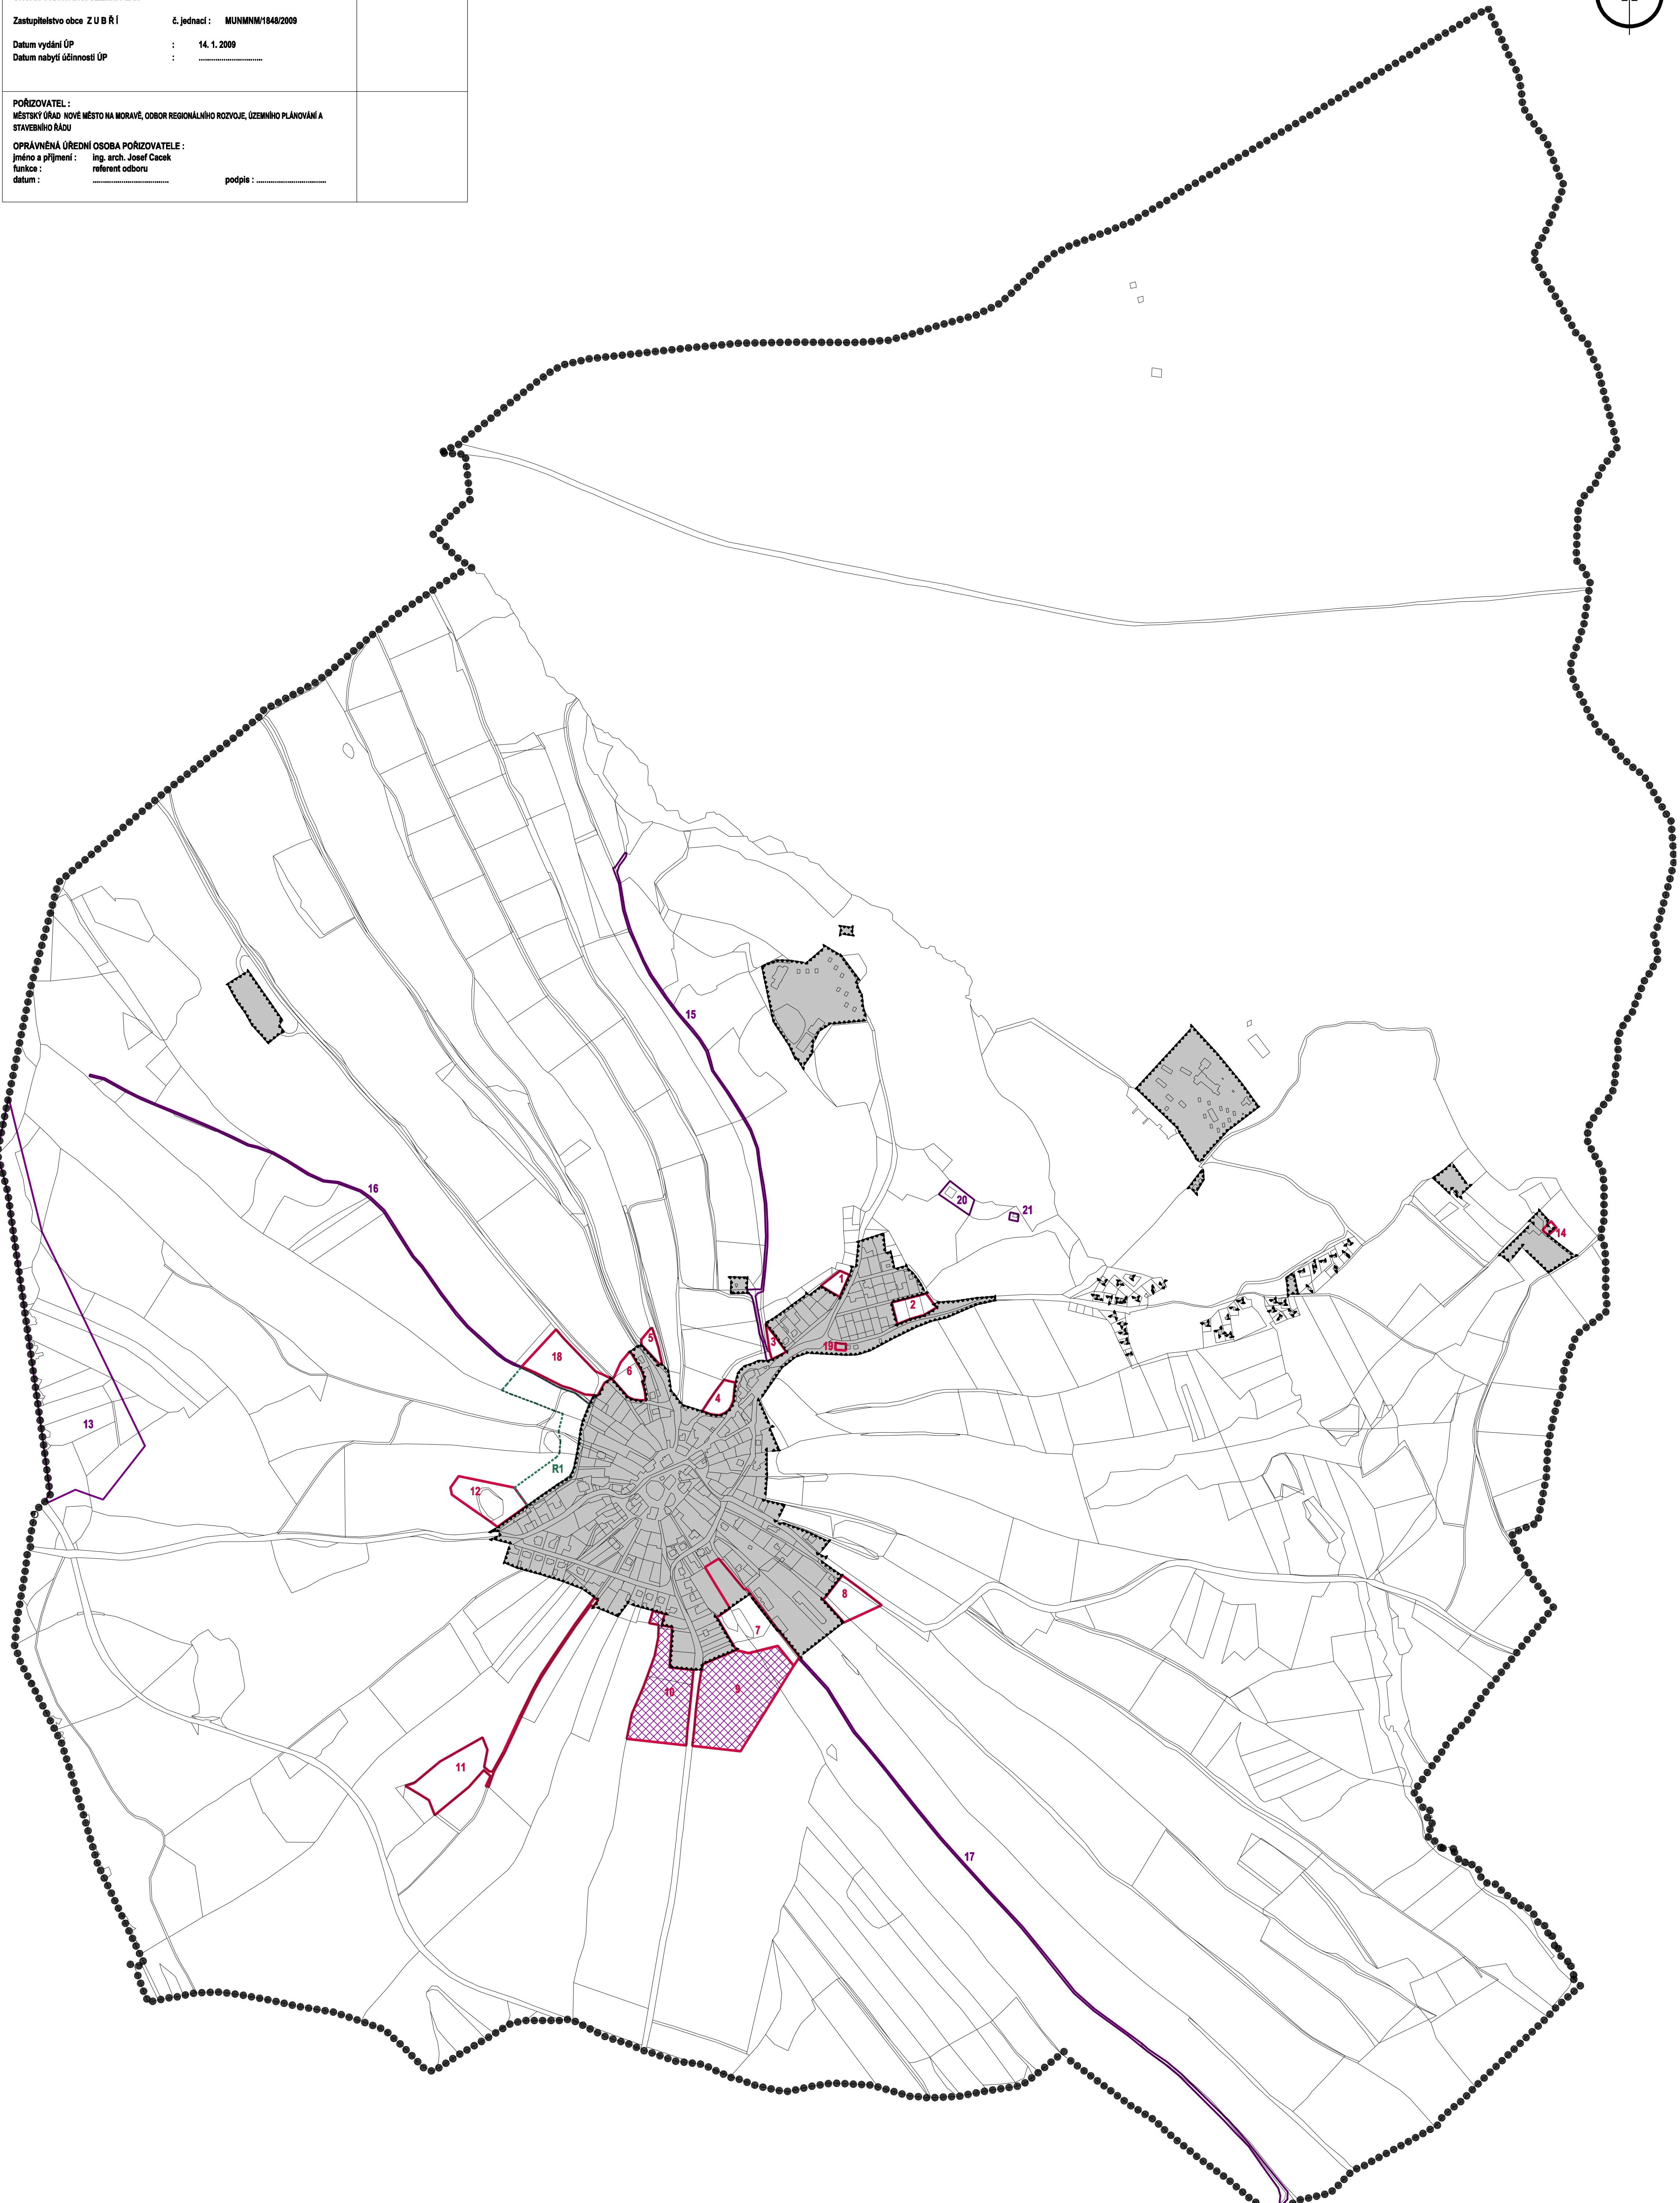 Zastupitelstvo obce Z U B Ř Í č. jednací : MUNMNM/1848/2009
Datum vydání ÚP : 14. 1. 2009
Datum nabytí účinnosti ÚP : ...............................
POŘIZOVATEL :
MĚSTSKÝ ÚŘAD NOVÉ MĚSTO NA MORAVĚ, ODBOR REGIONÁLNÍHO ROZVOJE, ÚZEMNÍHO PLÁNOVÁNÍ A
STAVEBNÍHO ŘÁDU
OPRÁVNĚNÁ ÚŘEDNÍ OSOBA POŘIZOVATELE :
jméno a příjmení : ing. arch. Josef Cacek
funkce : referent odboru
datum : ..................................... podpis : ..................................
15
16
20
21
14
1
2
3
19
5
18
6
4
13
R1
12
8
7
10
9
11
17